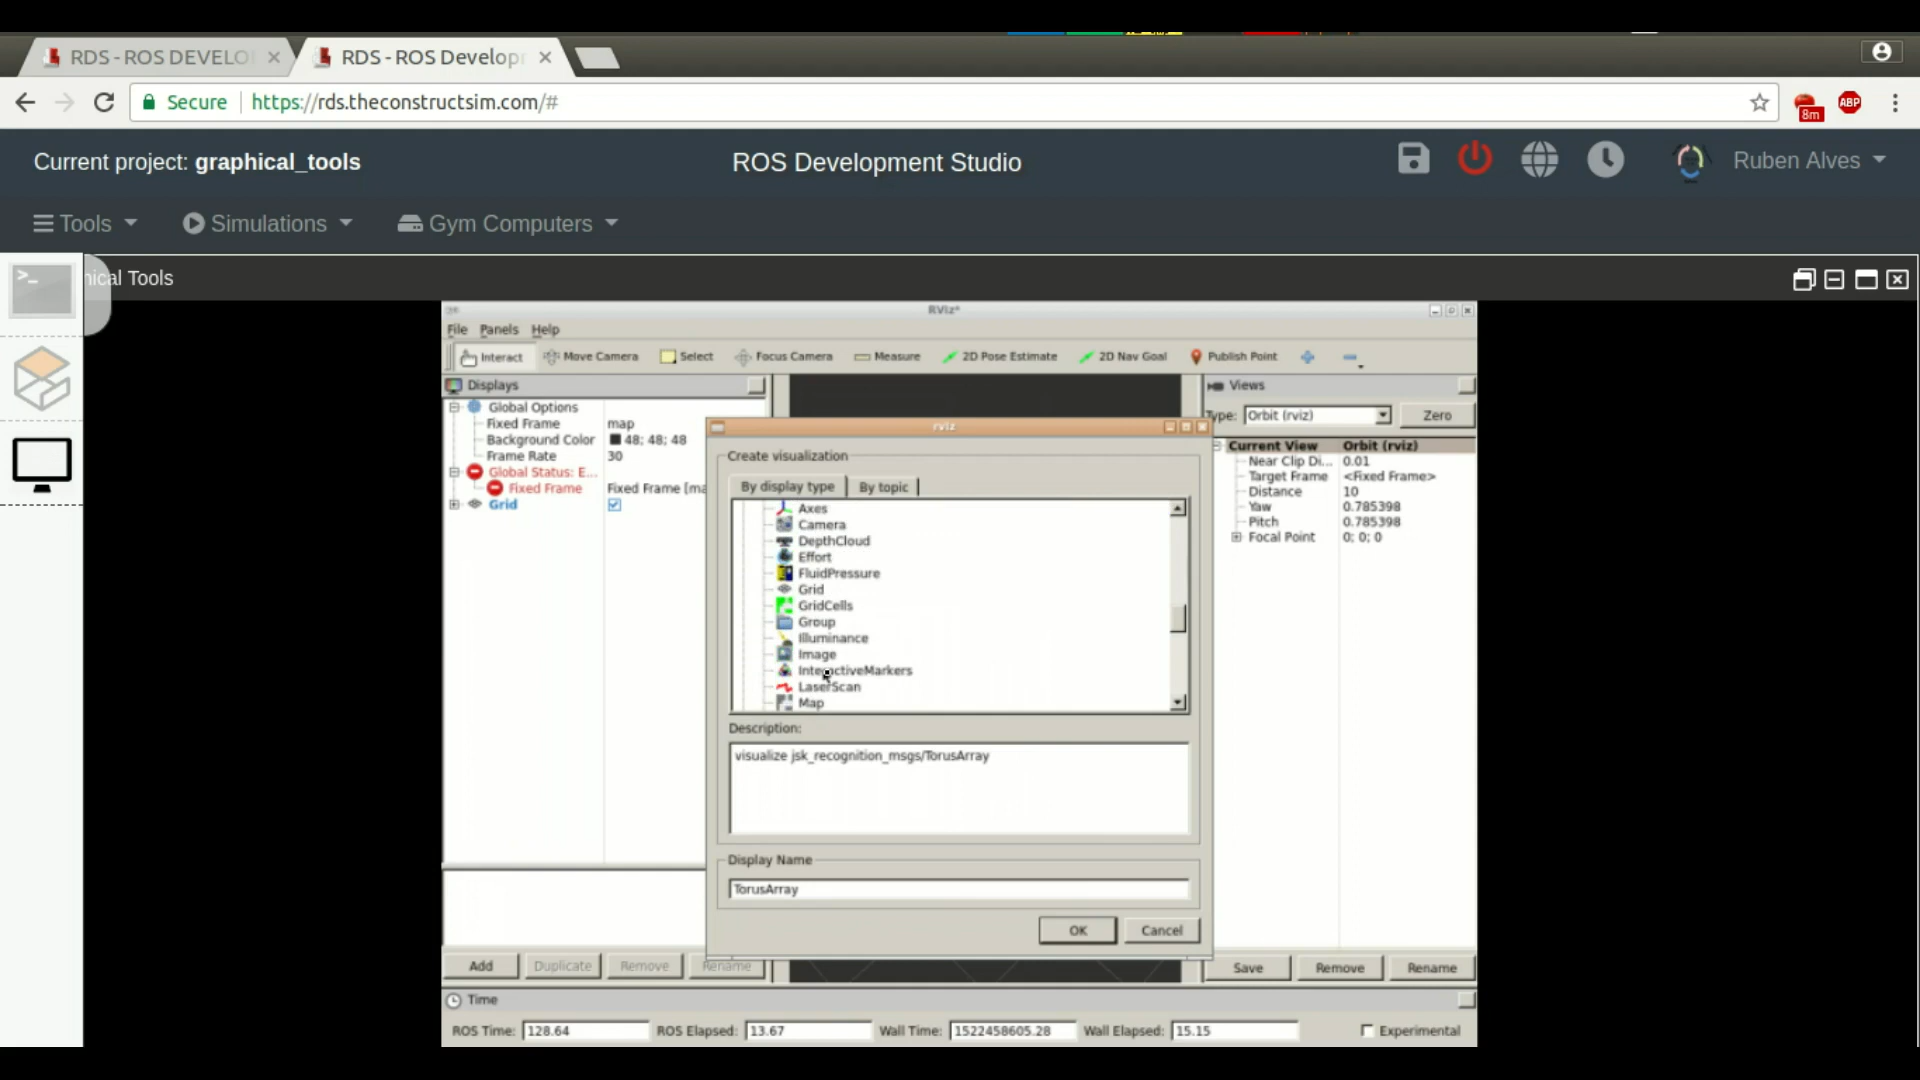 RDS - ROS DEVELO
RDS - ROS Develop
Secure
https://rds.theconstructsim.com/#
8m
ABP
Current project: graphical_tools
ROS Development Studio
Ruben Alves
Tools
Simulations
Gym Computers
>_
ical Tools
RViz*
File Panels Help
Interact
Move Camera
Select
Focus Camera
Measure
2D Pose Estimate
2D Nav Goal
Publish Point
Displays
Global Options
Fixed Frame map
Background Color 48; 48; 48
Frame Rate 30
Global Status: E...
Fixed Frame Fixed Frame [ma
Grid
rviz
Create visualization
By display type
By topic
Axes
Camera
DepthCloud
Effort
FluidPressure
Grid
GridCells
Group
Illuminance
Image
InteractiveMarkers
LaserScan
Map
Description:
visualize jsk_recognition_msgs/TorusArray
Display Name
TorusArray
OK
Cancel
Views
Type: Orbit (rviz)
Zero
Current View Orbit (rviz)
Near Clip Di... 0.01
Target Frame <Fixed Frame>
Distance 10
Yaw 0.785398
Pitch 0.785398
Focal Point 0; 0; 0
Add
Duplicate
Remove
Rename
Save
Remove
Rename
Time
ROS Time: 128.64
ROS Elapsed: 13.67
Wall Time: 1522458605.28
Wall Elapsed: 15.15
Experimental